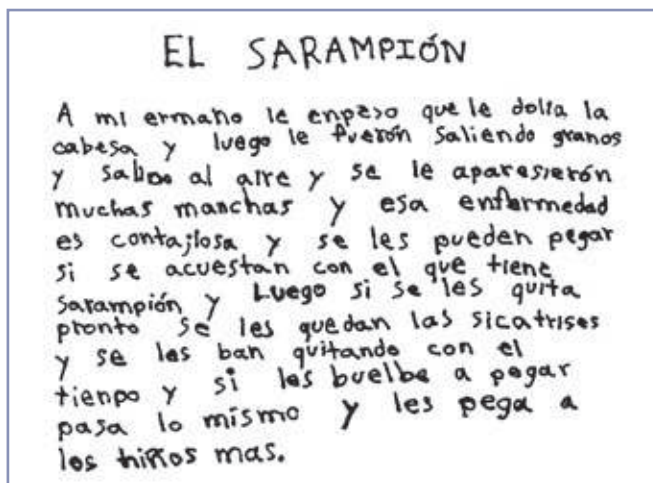 EL SARAMPIÓN
A mi ermano le enpeso que le dolia la
cabesa y luego le fuerón saliendo granos
y salio al aire y se le aparesierón
muchas manchas y esa enfermedad
es contajiosa y se les pueden pegar
si se acuestan con el que tiene
sarampión y Luego si se les quita
pronto se les quedan las sicatrises
y se les ban quitando con el
tienpo y si les buelbe a pegar
pasa lo mismo y les pega a
los niños mas.